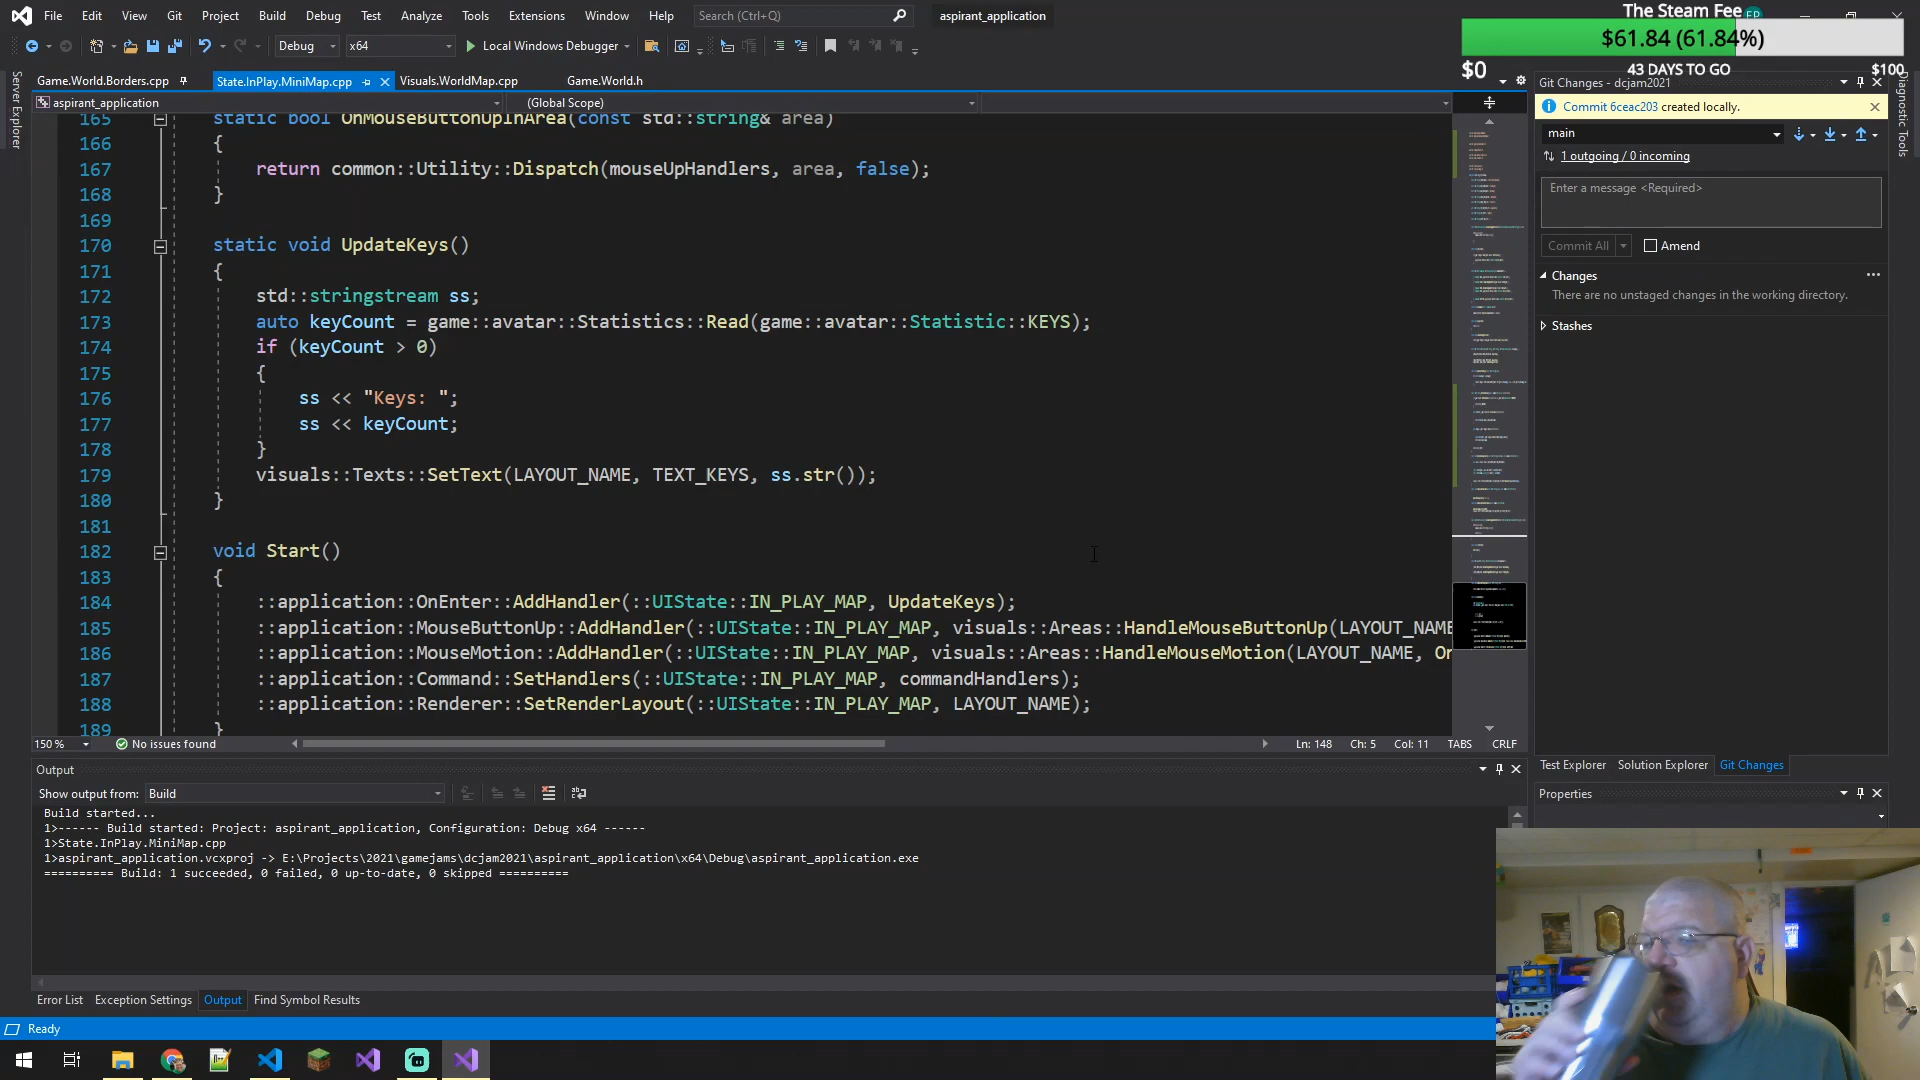 File Edit View Git Project Build Debug Test Analyze Tools Extensions Window Help Search (Ctrl+Q) aspirant_application
The Steam Fee
$61.84 (61.84%)
$0 43 DAYS TO GO $100
Debug x64 Local Windows Debugger
Game.World.Borders.cpp State.InPlay.MiniMap.cpp Visuals.WorldMap.cpp Game.World.h
aspirant_application (Global Scope)
165 static bool OnMouseButtonUpInArea(const std::string& area)
166 {
167 return common::Utility::Dispatch(mouseUpHandlers, area, false);
168 }
169
170 static void UpdateKeys()
171 {
172 std::stringstream ss;
173 auto keyCount = game::avatar::Statistics::Read(game::avatar::Statistic::KEYS);
174 if (keyCount > 0)
175 {
176 ss << "Keys: ";
177 ss << keyCount;
178 }
179 visuals::Texts::SetText(LAYOUT_NAME, TEXT_KEYS, ss.str());
180 }
181
182 void Start()
183 {
184 ::application::OnEnter::AddHandler(::UIState::IN_PLAY_MAP, UpdateKeys);
185 ::application::MouseButtonUp::AddHandler(::UIState::IN_PLAY_MAP, visuals::Areas::HandleMouseButtonUp(LAYOUT_NAME
186 ::application::MouseMotion::AddHandler(::UIState::IN_PLAY_MAP, visuals::Areas::HandleMouseMotion(LAYOUT_NAME, Or
187 ::application::Command::SetHandlers(::UIState::IN_PLAY_MAP, commandHandlers);
188 ::application::Renderer::SetRenderLayout(::UIState::IN_PLAY_MAP, LAYOUT_NAME);
189 }
150 % No issues found Ln: 148 Ch: 5 Col: 11 TABS CRLF
Output
Show output from: Build
Build started...
1>------ Build started: Project: aspirant_application, Configuration: Debug x64 ------
1>State.InPlay.MiniMap.cpp
1>aspirant_application.vcxproj -> E:\Projects\2021\gamejams\dcjam2021\aspirant_application\x64\Debug\aspirant_application.exe
========== Build: 1 succeeded, 0 failed, 0 up-to-date, 0 skipped ==========
Error List Exception Settings Output Find Symbol Results
Ready
Server Explorer
Git Changes - dcjam2021
Commit 6ceac203 created locally.
main
1 outgoing / 0 incoming
Enter a message <Required>
Commit All Amend
Changes
There are no unstaged changes in the working directory.
Stashes
Test Explorer Solution Explorer Git Changes
Properties
Diagnostic Tools